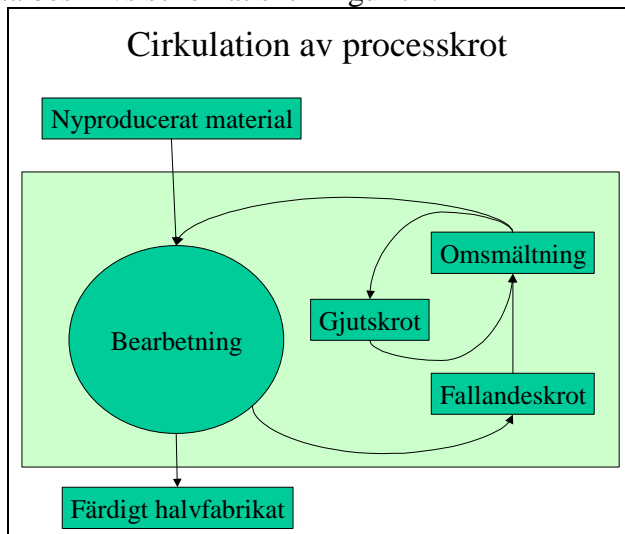 Cirkulation av processkrot
Nyproducerat material
Omsmältning
Gjutskrot
Bearbetning
Fallandeskrot
Färdigt halvfabrikat